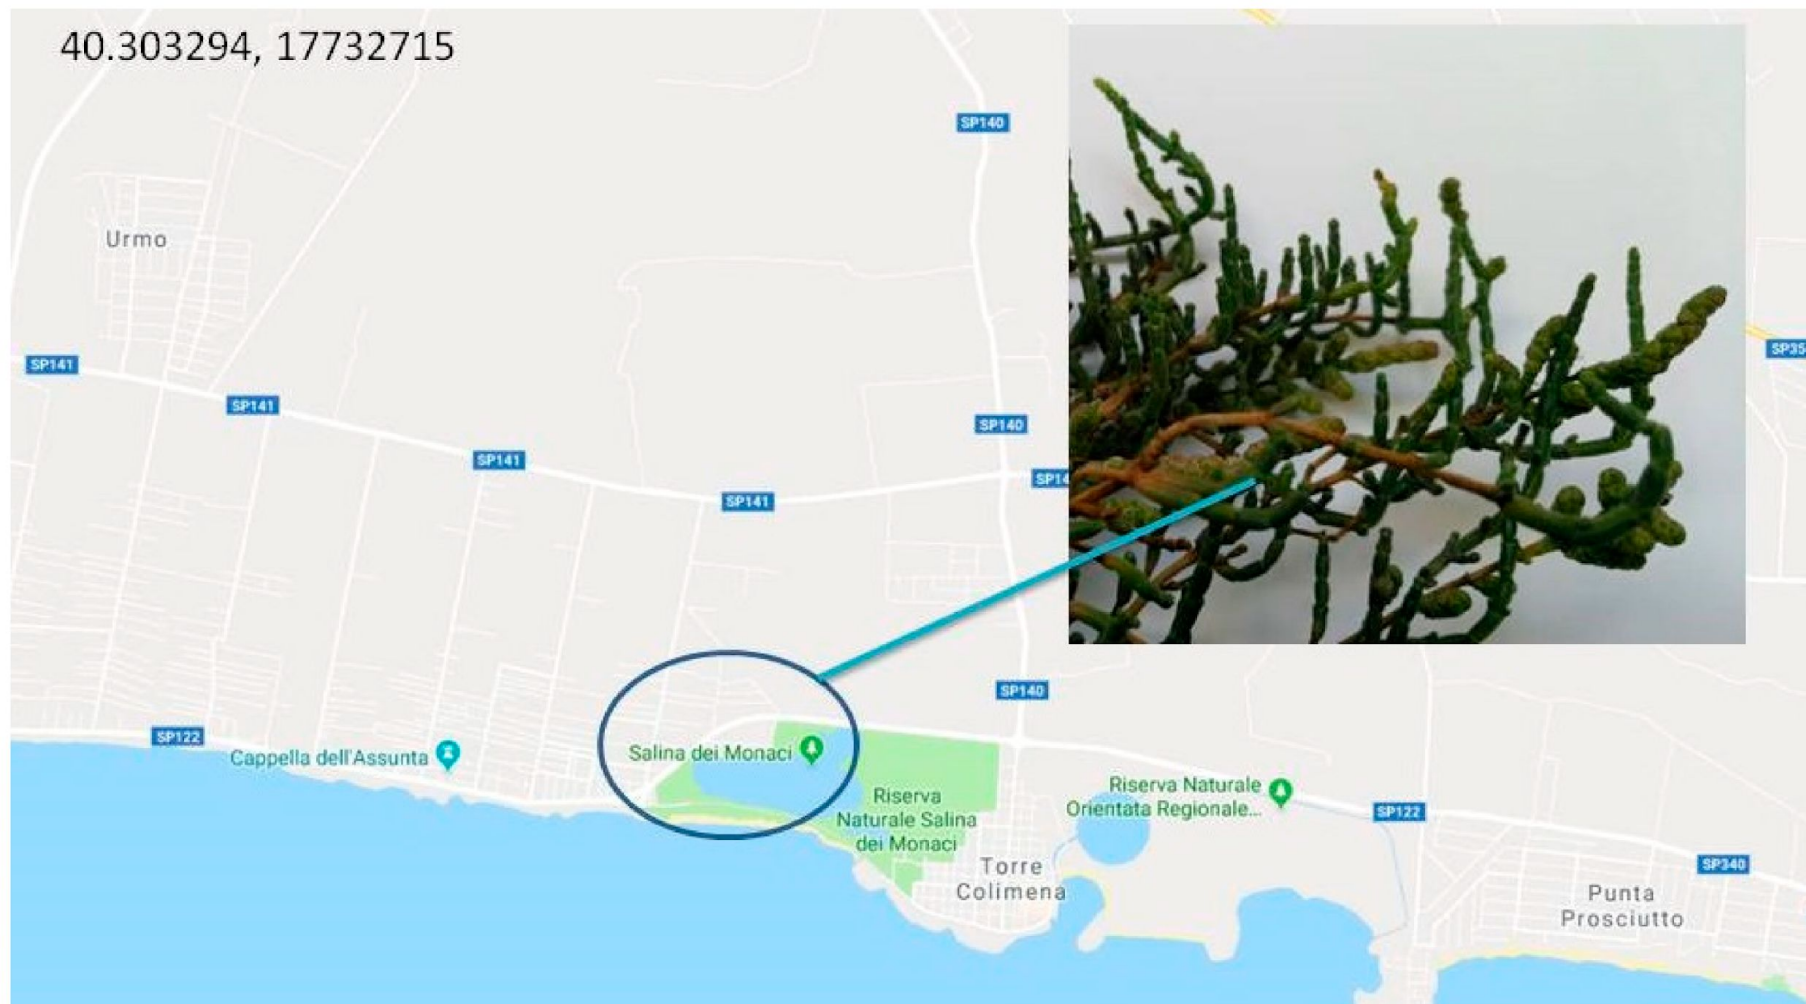 40.303294, 17732715
SP140
Urmo
SP35
SP141
SP141
SP140
SP141
SP14
SP141
SP140
SP122
Cappella dell'Assunta
Salina dei Monaci
Riserva
Naturale Salina
dei Monaci
Riserva Naturale
Orientata Regionale...
SP122
Torre
Colimena
SP340
Punta
Prosciutto